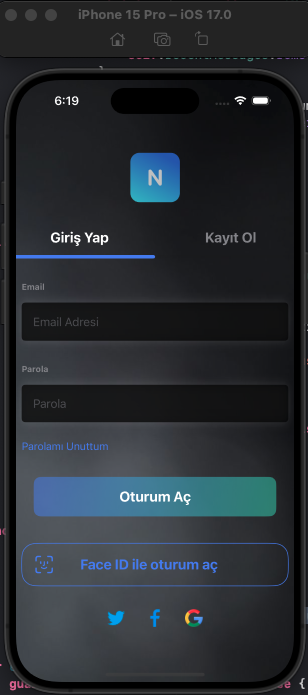 iPhone 15 Pro – iOS 17.0
6:19
N
Giriş Yap
Kayıt Ol
Email
Email Adresi
Parola
Parola
Parolamı Unuttum
Oturum Aç
Face ID ile oturum aç